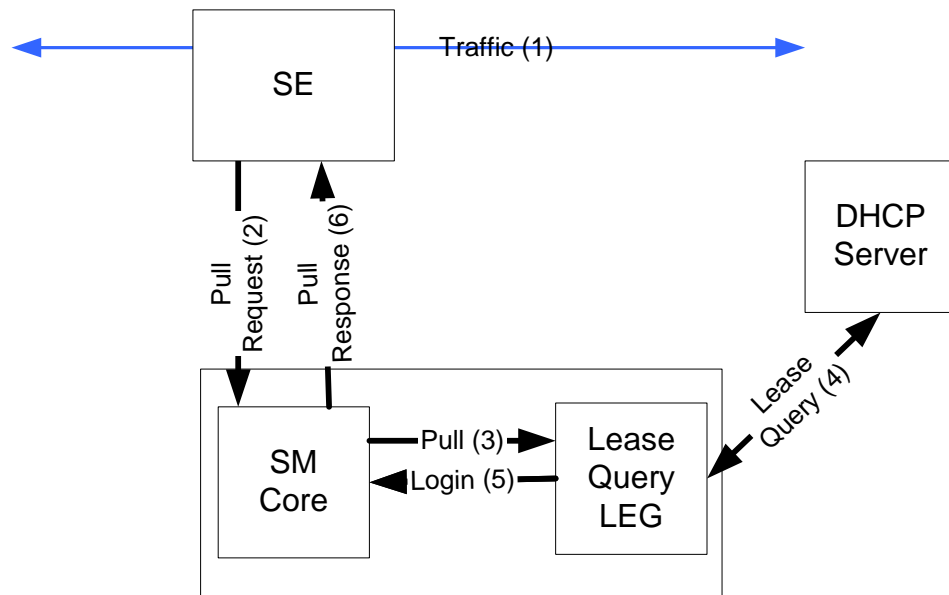 Traffic (1)
SE
DHCP
Server
Pull
Request (2)
Pull
Response (6)
Lease
Query (4)
SM
Core
Pull (3)
Login (5)
Lease
Query
LEG